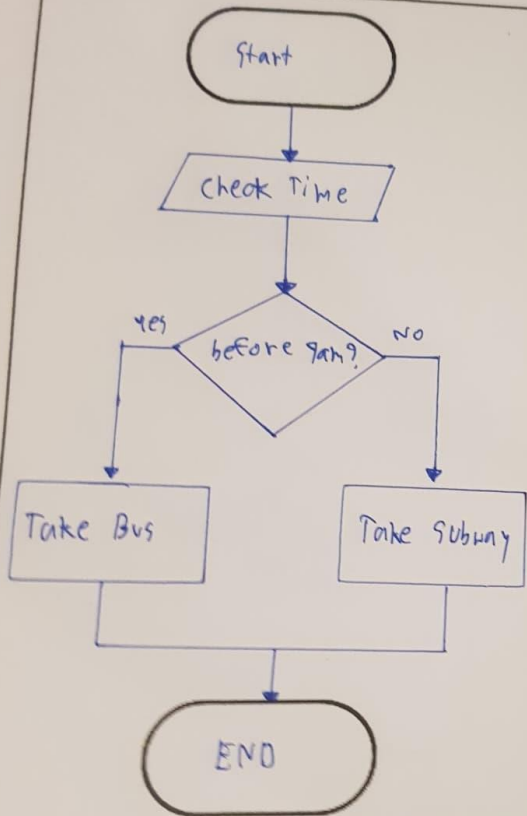 Start
Check Time
before 9am?
Yes
NO
Take Bus
Take Subway
END